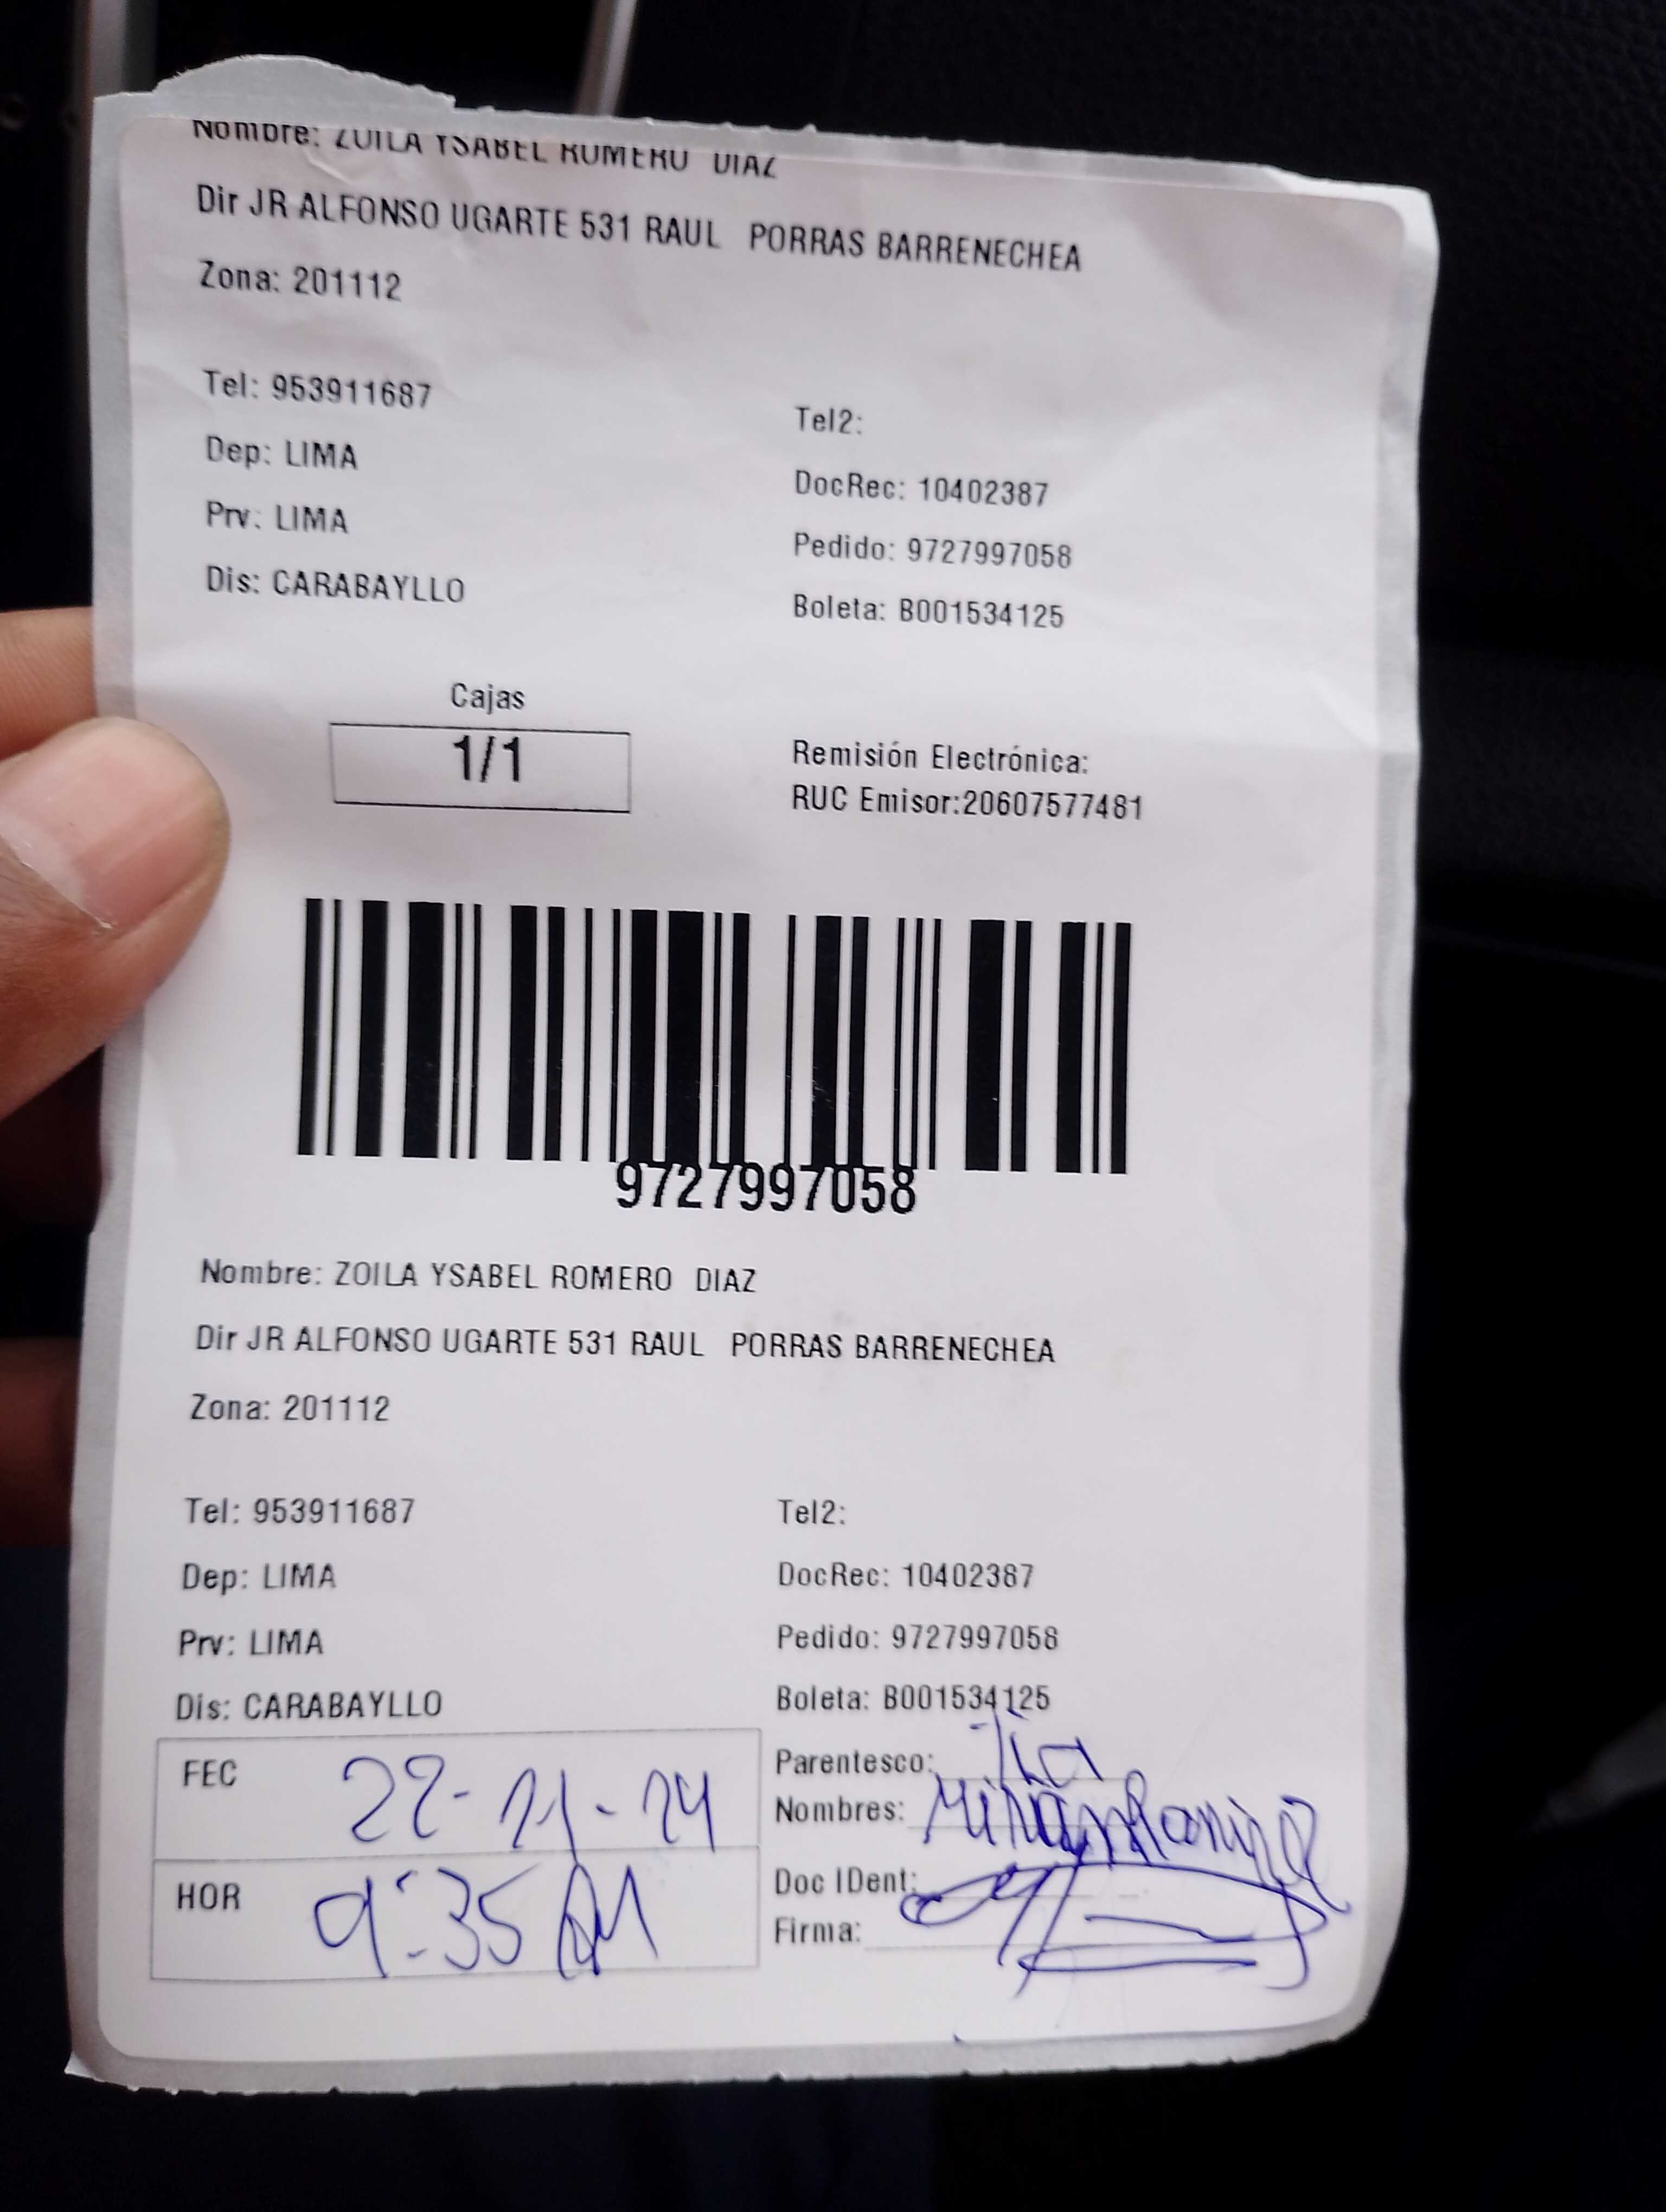 Nombre: ZOILA YSABEL ROMERO DIAZ
Dir JR ALFONSO UGARTE 531 RAUL PORRAS BARRENECHEA
Zona: 201112
Tel: 953911687
Tel2:
Dep: LIMA
DocRec: 10402387
Prv: LIMA
Pedido: 9727997058
Dis: CARABAYLLO
Boleta: B001534125
Cajas
1/1
Remisión Electrónica:
RUC Emisor:20607577481
9727997058
Nombre: ZOILA YSABEL ROMERO DIAZ
Dir JR ALFONSO UGARTE 531 RAUL PORRAS BARRENECHEA
Zona: 201112
Tel: 953911687
Tel2:
Dep: LIMA
DocRec: 10402387
Prv: LIMA
Pedido: 9727997058
Dis: CARABAYLLO
Boleta: B001534125
FEC 22-11-24
Parentesco:
Nombres:
HOR 9:35 AM
Doc IDent:
Firma: